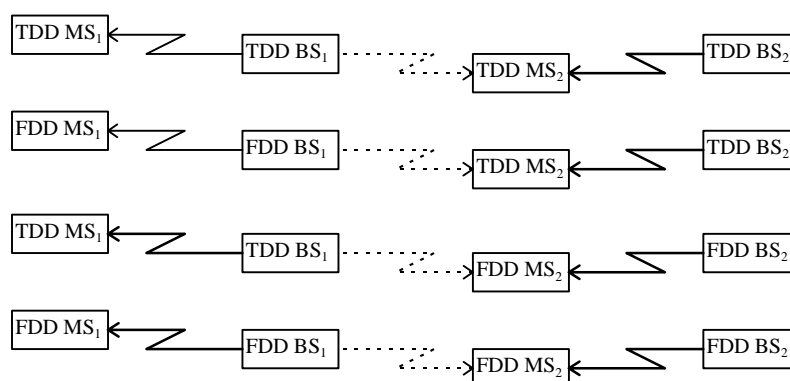 TDD MS₁ TDD BS₁ TDD MS₂ TDD BS₂
FDD MS₁ FDD BS₁ TDD MS₂ TDD BS₂
TDD MS₁ TDD BS₁ FDD MS₂ FDD BS₂
FDD MS₁ FDD BS₁ FDD MS₂ FDD BS₂